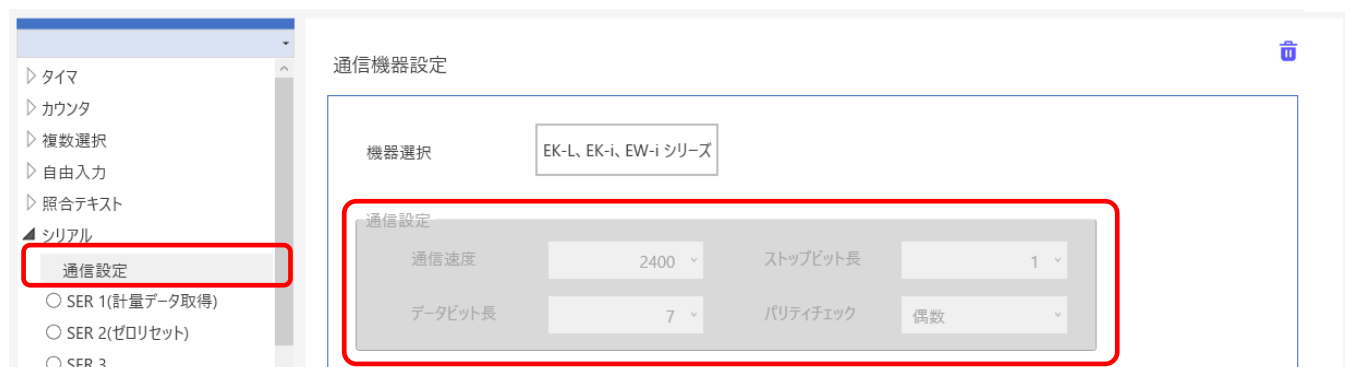 タイマ
カウンタ
複数選択
自由入力
照合テキスト
シリアル
通信設定
SER 1(計量データ取得)
SER 2(ゼロリセット)
SER 3
通信機器設定
機器選択 EK-L、EK-i、EW-i シリーズ
通信設定
通信速度 2400 ストップビット長 1
データビット長 7 パリティチェック 偶数